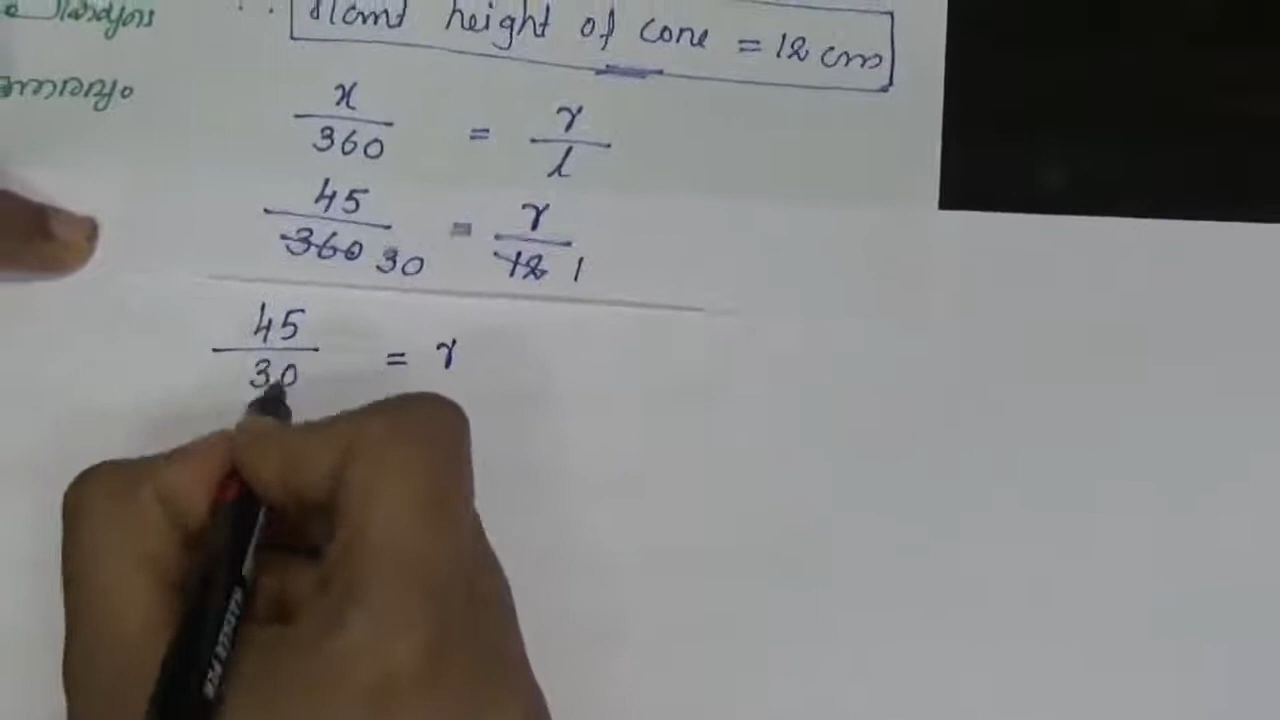 ∴ Slant height of cone = 12 cm
x/360 = r/l
45/360 30 = r/12 1
45/30 = r